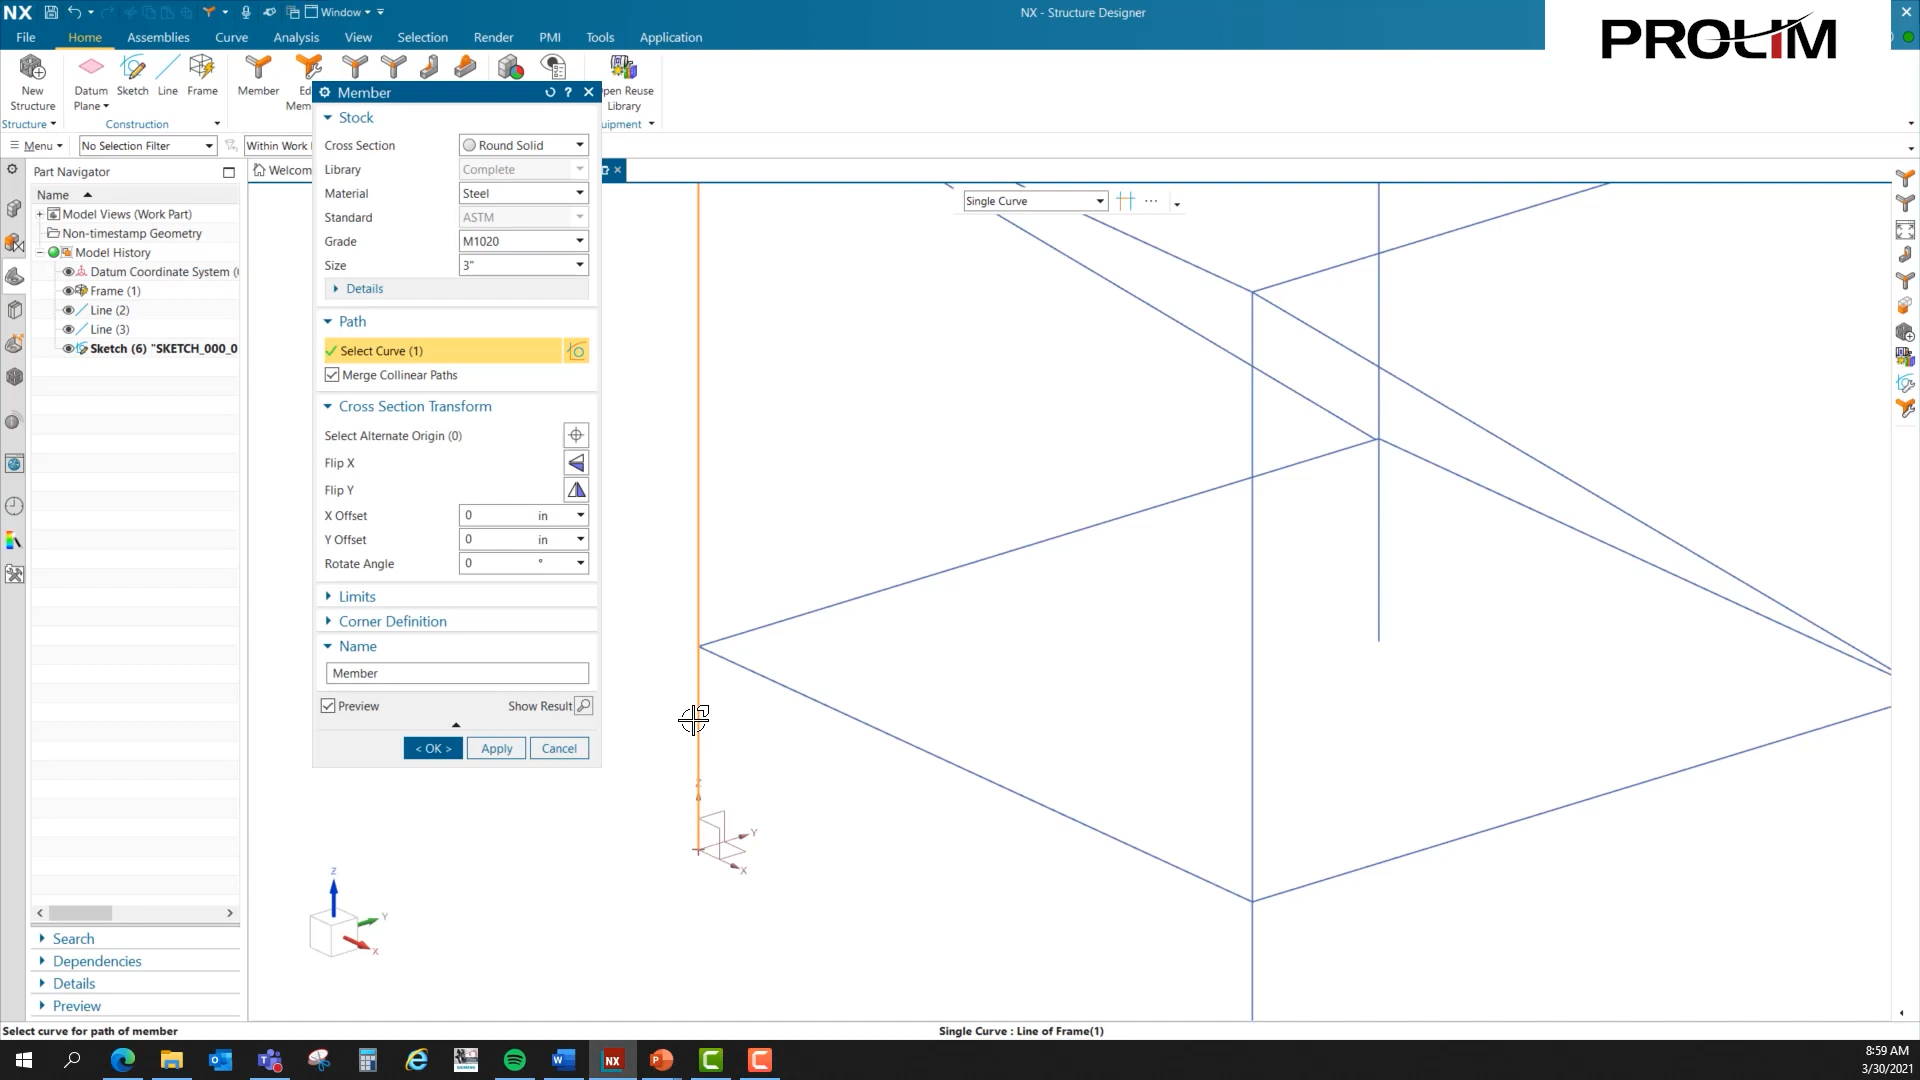 NX
Window
NX - Structure Designer
PROLIM
File Home Assemblies Curve Analysis View Selection Render PMI Tools Application
New Structure
Datum Plane
Sketch
Line
Frame
Member
Structure
Construction
Open Reuse Library
Menu
No Selection Filter
Within Work
Part Navigator
Name
Model Views (Work Part)
Non-timestamp Geometry
Model History
Datum Coordinate System (
Frame (1)
Line (2)
Line (3)
Sketch (6) "SKETCH_000_0
Search
Dependencies
Details
Preview
Welcom
Member
?
Stock
Cross Section Round Solid
Library Complete
Material Steel
Standard ASTM
Grade M1020
Size 3"
Details
Path
Select Curve (1)
Merge Collinear Paths
Cross Section Transform
Select Alternate Origin (0)
Flip X
Flip Y
X Offset 0 in
Y Offset 0 in
Rotate Angle 0 °
Limits
Corner Definition
Name
Member
Preview Show Result
< OK > Apply Cancel
Single Curve
Z
Y
X
Z
Y
X
Select curve for path of member
Single Curve : Line of Frame(1)
8:59 AM
3/30/2021